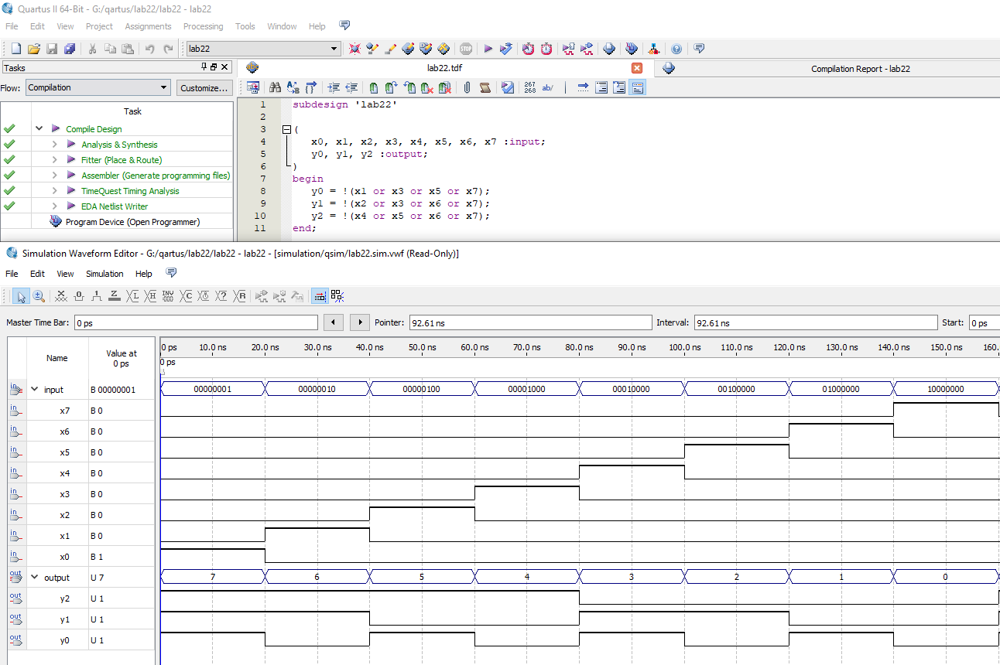 Quartus II 64-Bit - G:/qartus/lab22/lab22 - lab22
File Edit View Project Assignments Processing Tools Window Help
lab22
Tasks
lab22.tdf
Compilation Report - lab22
Flow: Compilation Customize...
267 268 ab/
Task
Compile Design
Analysis & Synthesis
Fitter (Place & Route)
Assembler (Generate programming files)
TimeQuest Timing Analysis
EDA Netlist Writer
Program Device (Open Programmer)
1 subdesign 'lab22'
2
3 (
4 x0, x1, x2, x3, x4, x5, x6, x7 :input;
5 y0, y1, y2 :output;
6 )
7 begin
8 y0 = !(x1 or x3 or x5 or x7);
9 y1 = !(x2 or x3 or x6 or x7);
10 y2 = !(x4 or x5 or x6 or x7);
11 end;
Simulation Waveform Editor - G:/qartus/lab22/lab22 - lab22 - [simulation/qsim/lab22.sim.vwf (Read-Only)]
File Edit View Simulation Help
Master Time Bar: 0 ps Pointer: 92.61 ns Interval: 92.61 ns Start: 0 ps
Name Value at 0 ps
0 ps 10.0 ns 20.0 ns 30.0 ns 40.0 ns 50.0 ns 60.0 ns 70.0 ns 80.0 ns 90.0 ns 100.0 ns 110.0 ns 120.0 ns 130.0 ns 140.0 ns 150.0 ns 160.
0 ps
input B 00000001 00000001 00000010 00000100 00001000 00010000 00100000 01000000 10000000
x7 B 0
x6 B 0
x5 B 0
x4 B 0
x3 B 0
x2 B 0
x1 B 0
x0 B 1
output U 7 7 6 5 4 3 2 1 0
y2 U 1
y1 U 1
y0 U 1